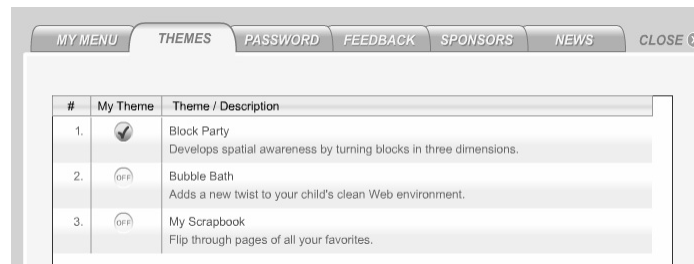 MY MENU THEMES PASSWORD FEEDBACK SPONSORS NEWS CLOSE
# My Theme Theme / Description
1. Block Party
Develops spatial awareness by turning blocks in three dimensions.
2. OFF Bubble Bath
Adds a new twist to your child's clean Web environment.
3. OFF My Scrapbook
Flip through pages of all your favorites.